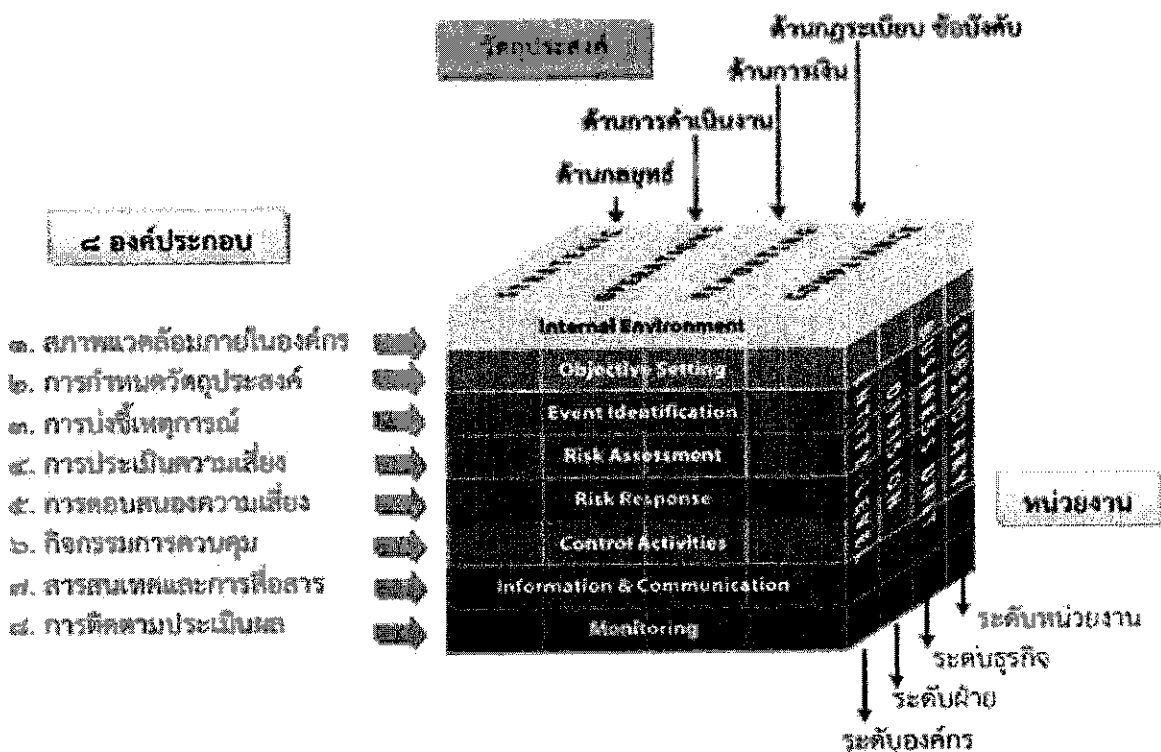 วัตถุประสงค์
ด้านกฎระเบียบ ข้อบังคับ
ด้านการเงิน
ด้านการดำเนินงาน
ด้านกลยุทธ์
๘ องค์ประกอบ
๑. สภาพแวดล้อมภายในองค์กร
๒. การกำหนดวัตถุประสงค์
๓. การบ่งชี้เหตุการณ์
๔. การประเมินความเสี่ยง
๕. การตอบสนองความเสี่ยง
๖. กิจกรรมการควบคุม
๗. สารสนเทศและการสื่อสาร
๘. การติดตามประเมินผล
Internal Environment
Objective Setting
Event Identification
Risk Assessment
Risk Response
Control Activities
Information & Communication
Monitoring
ENTITY-LEVEL
DIVISION
BUSINESS UNIT
SUBSIDIARY
หน่วยงาน
ระดับหน่วยงาน
ระดับธุรกิจ
ระดับฝ่าย
ระดับองค์กร